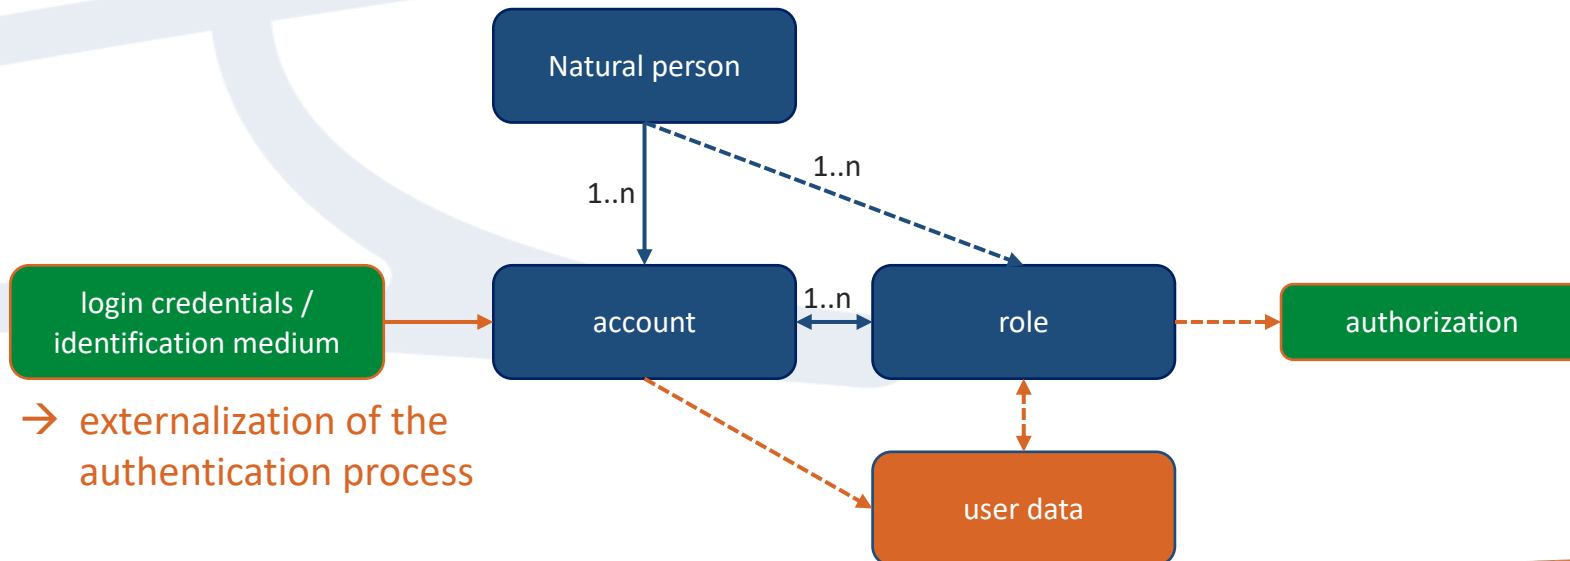 Natural person
1..n
1..n
login credentials /
identification medium
account
1..n
role
authorization
→ externalization of the
authentication process
user data